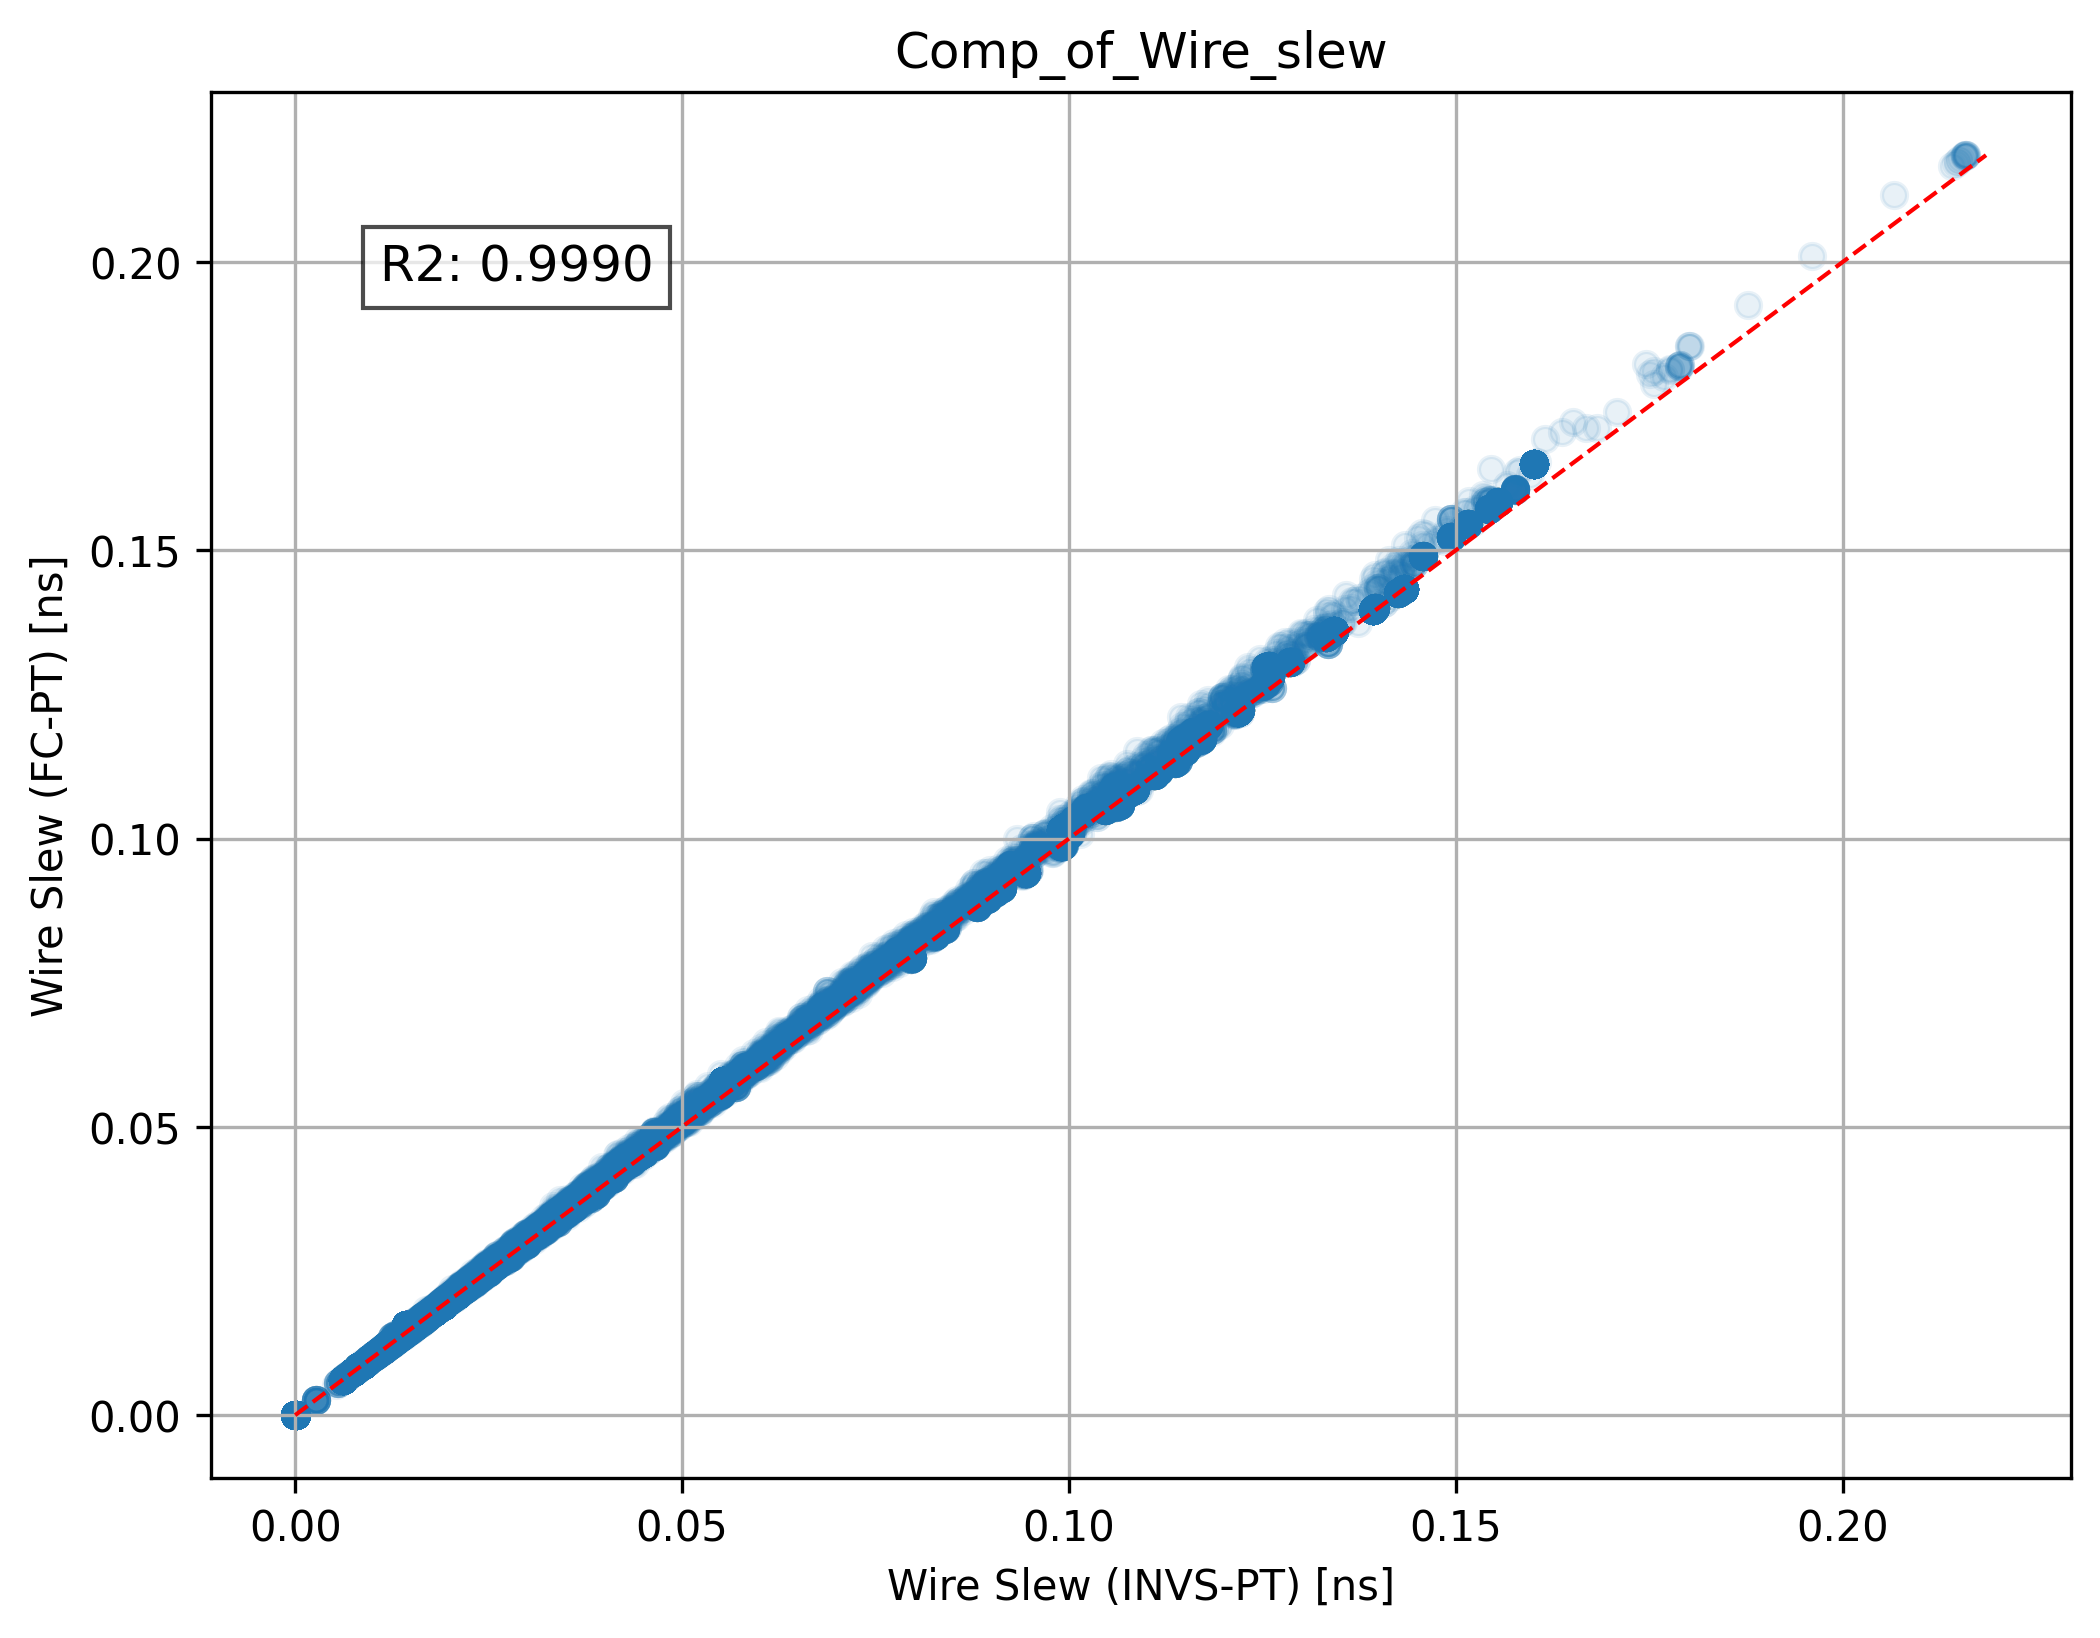 Comp_of_Wire_slew
R2: 0.9990
0.20
0.15
0.10
0.05
0.00
Wire Slew (FC-PT) [ns]
0.00 0.05 0.10 0.15 0.20
Wire Slew (INVS-PT) [ns]